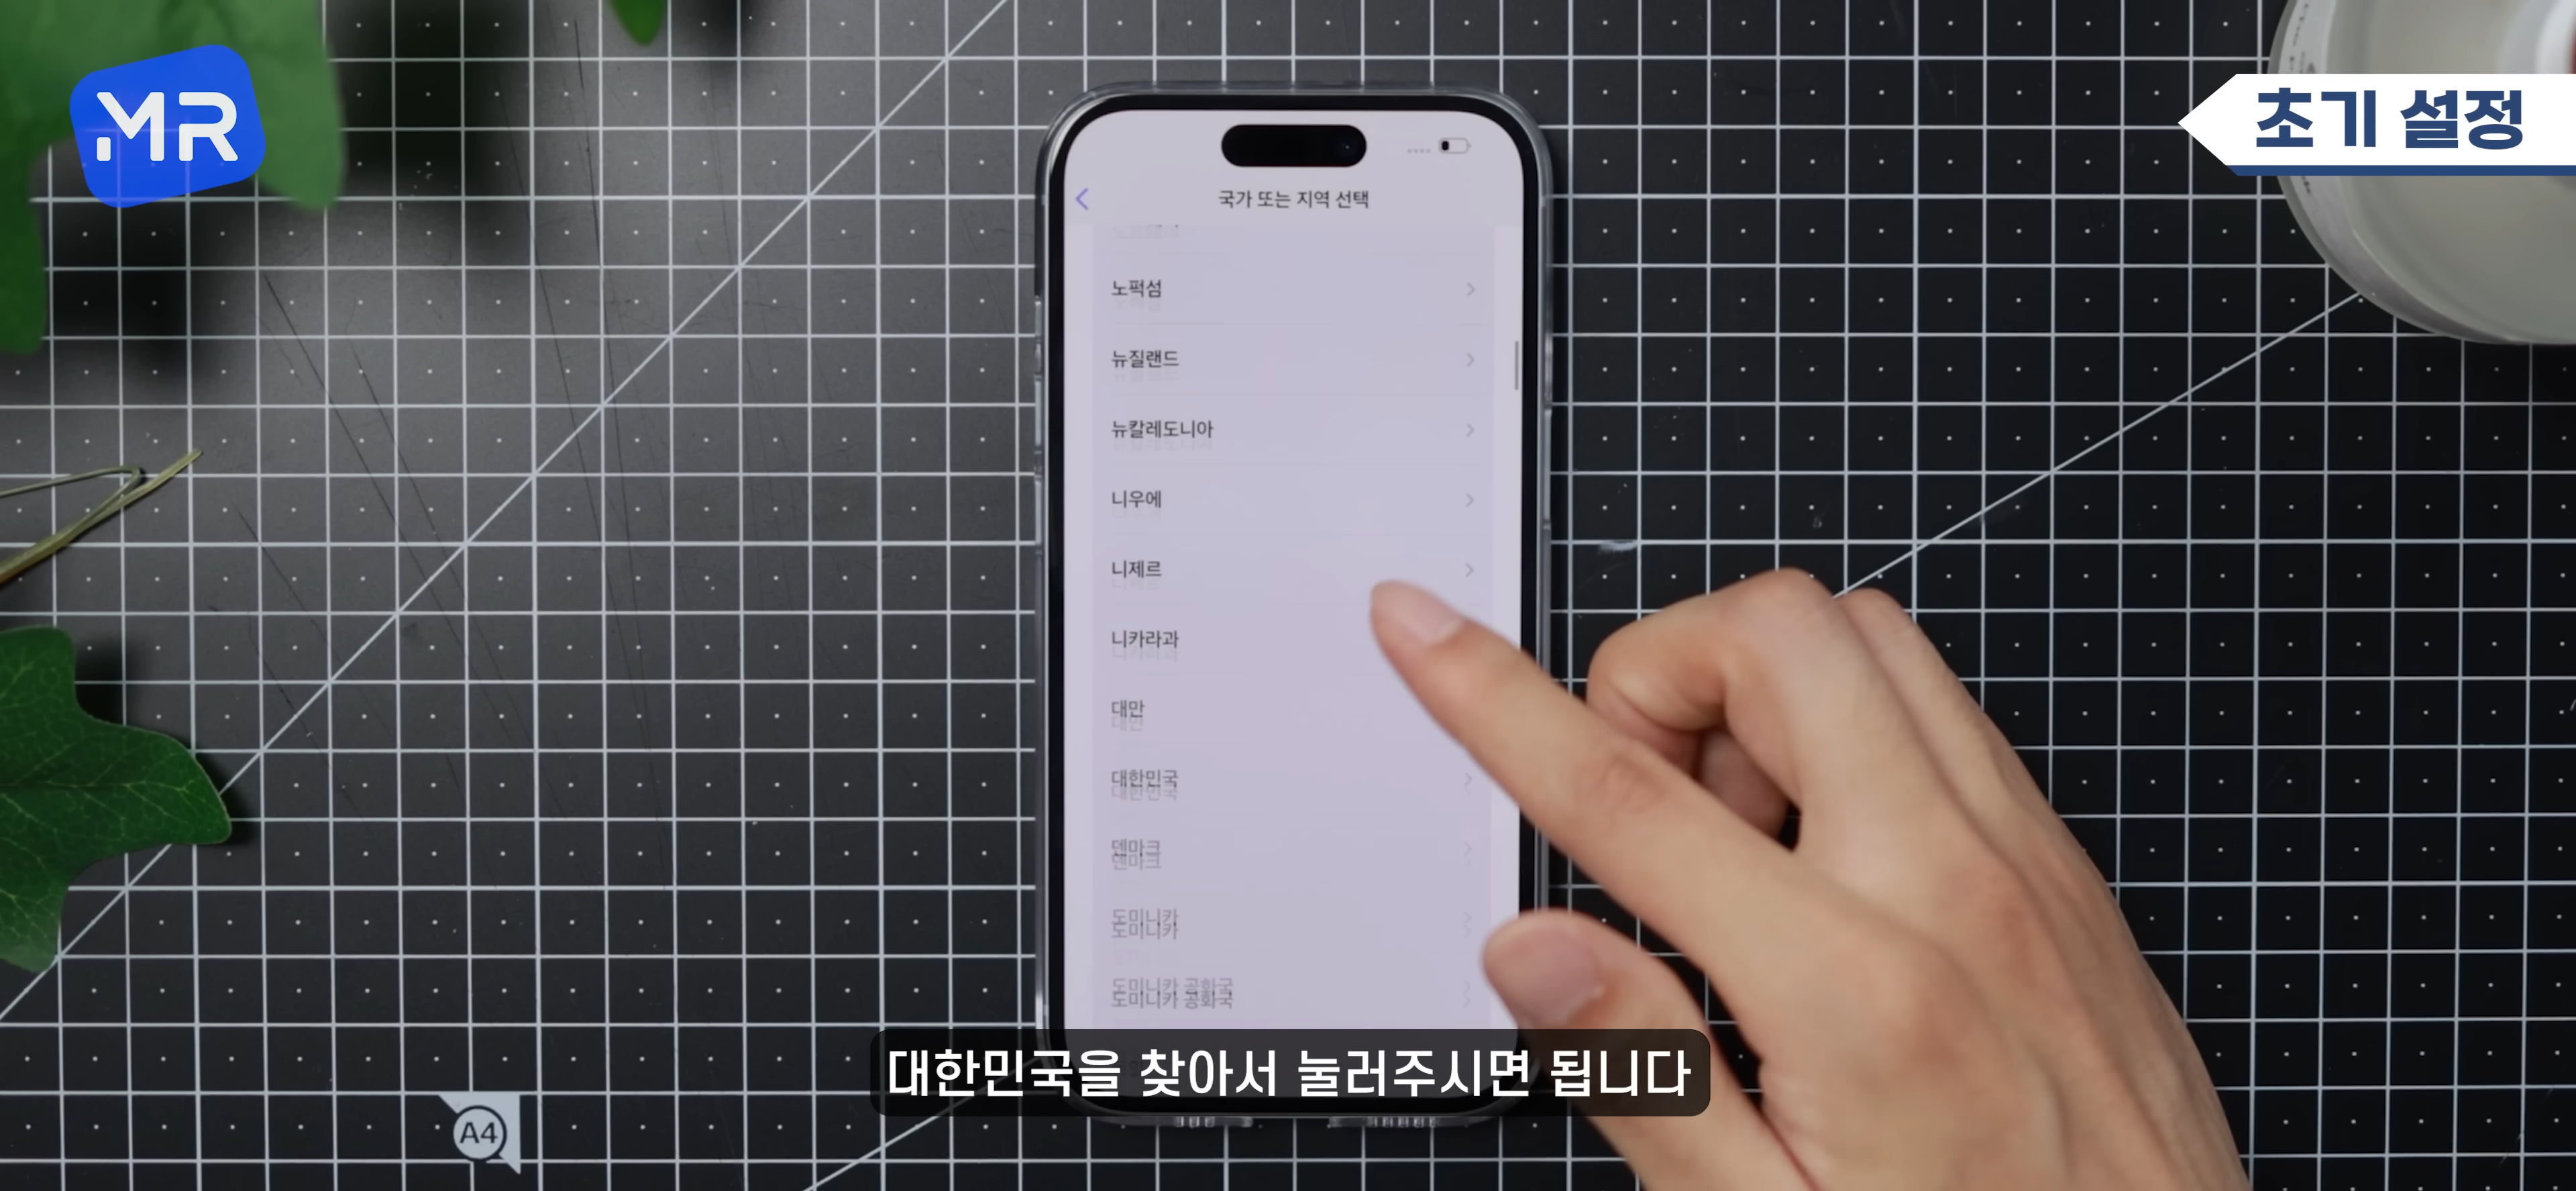 MR
초기 설정
국가 또는 지역 선택
노퍽섬
뉴질랜드
뉴칼레도니아
니우에
니제르
니카라과
대만
대한민국
덴마크
도미니카
도미니카 공화국
대한민국을 찾아서 눌러주시면 됩니다
A4